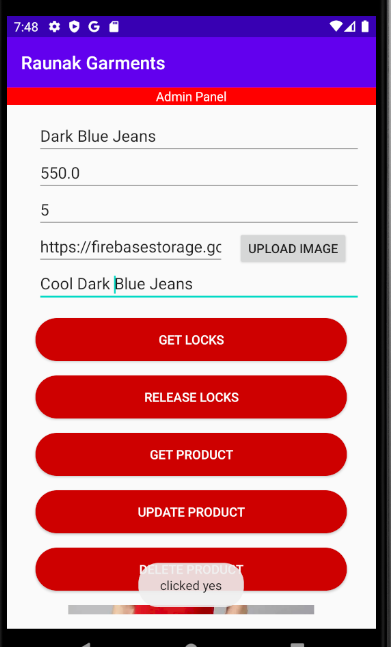 7:48
Raunak Garments
Admin Panel
Dark Blue Jeans
550.0
5
https://firebasestorage.gc UPLOAD IMAGE
Cool Dark Blue Jeans
GET LOCKS
RELEASE LOCKS
GET PRODUCT
UPDATE PRODUCT
DELETE PRODUCT
clicked yes